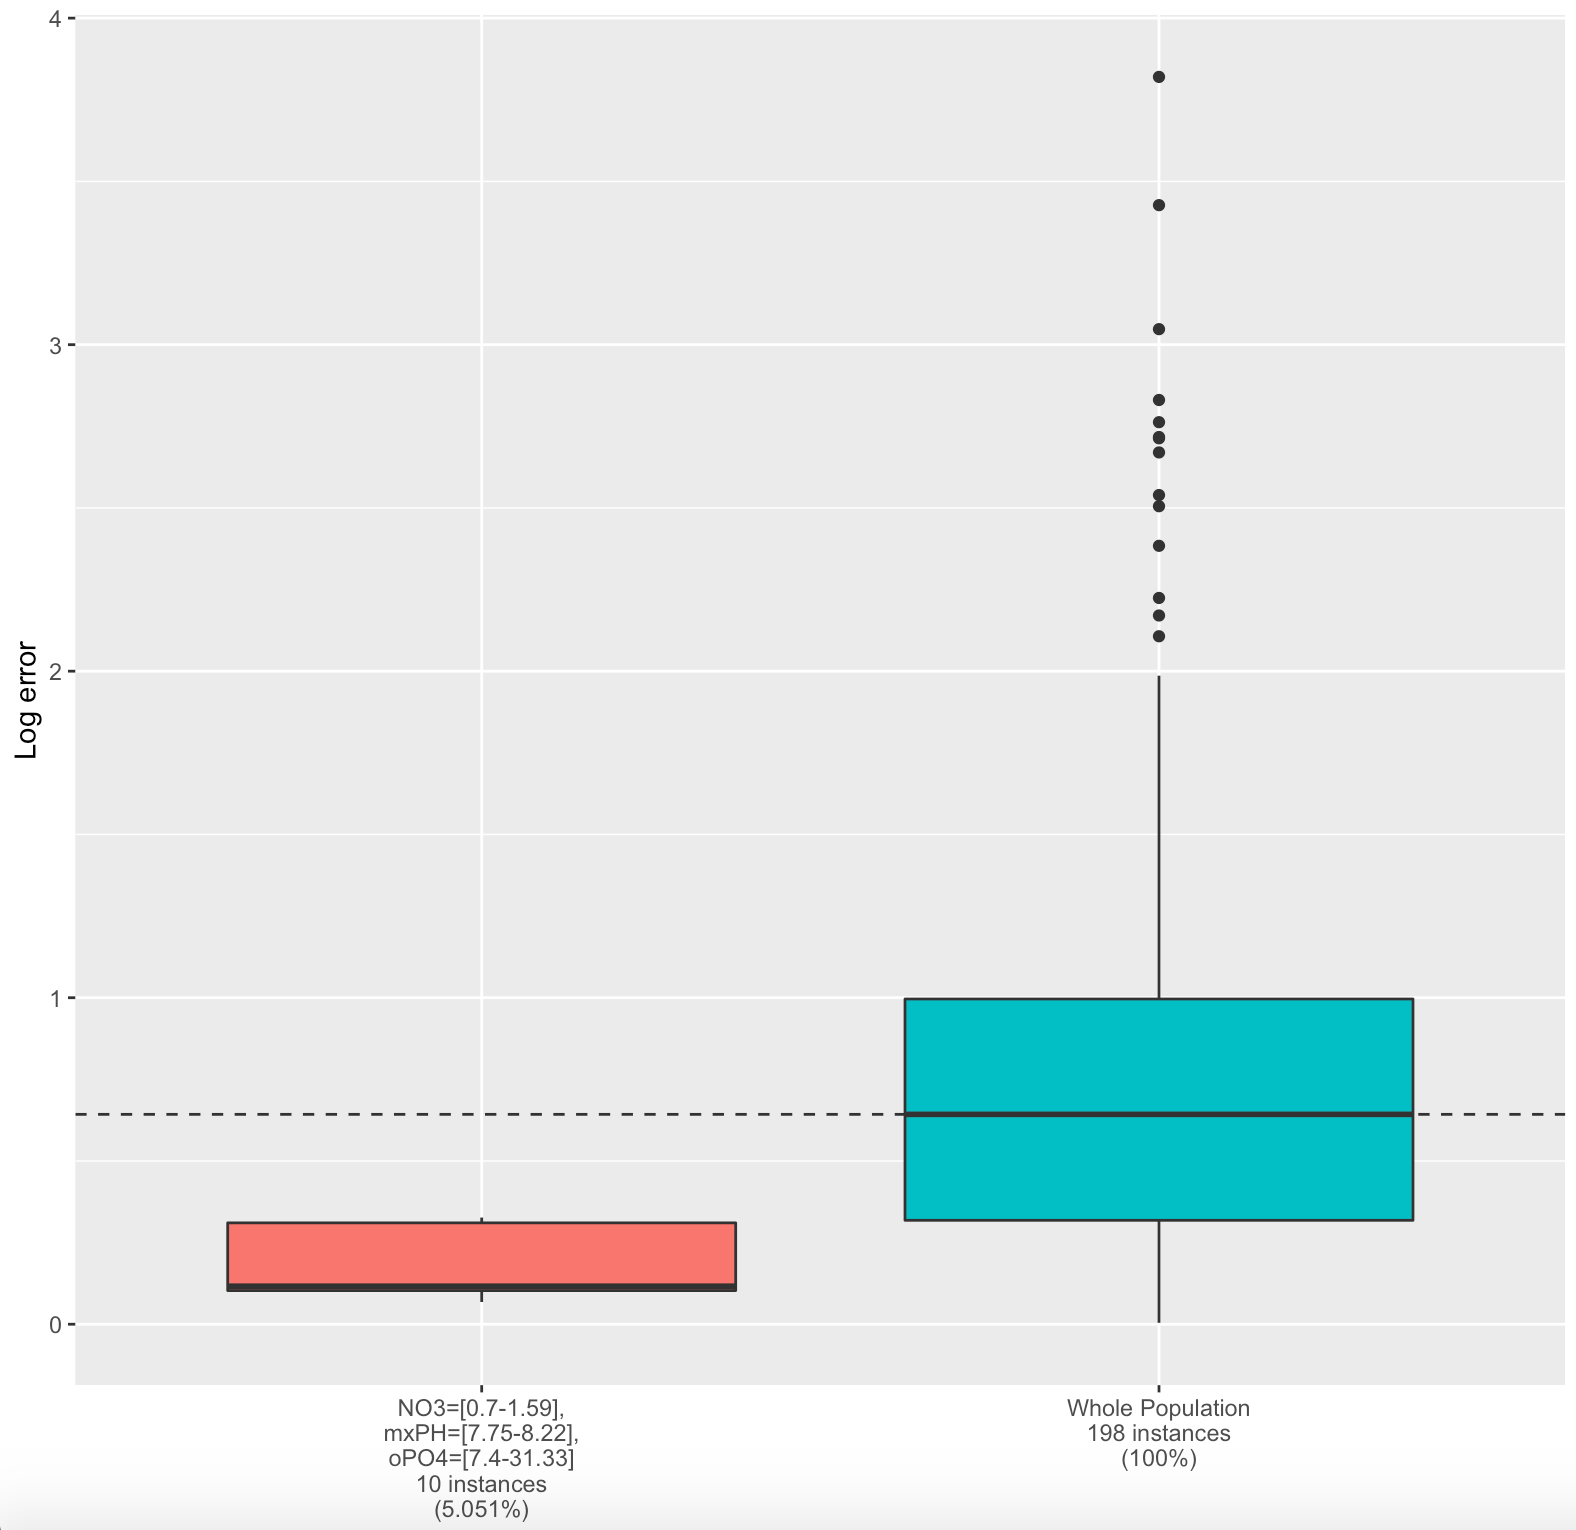 Log error
4
3
2
1
0
NO3=[0.7-1.59],
mxPH=[7.75-8.22],
oPO4=[7.4-31.33]
10 instances
(5.051%)
Whole Population
198 instances
(100%)